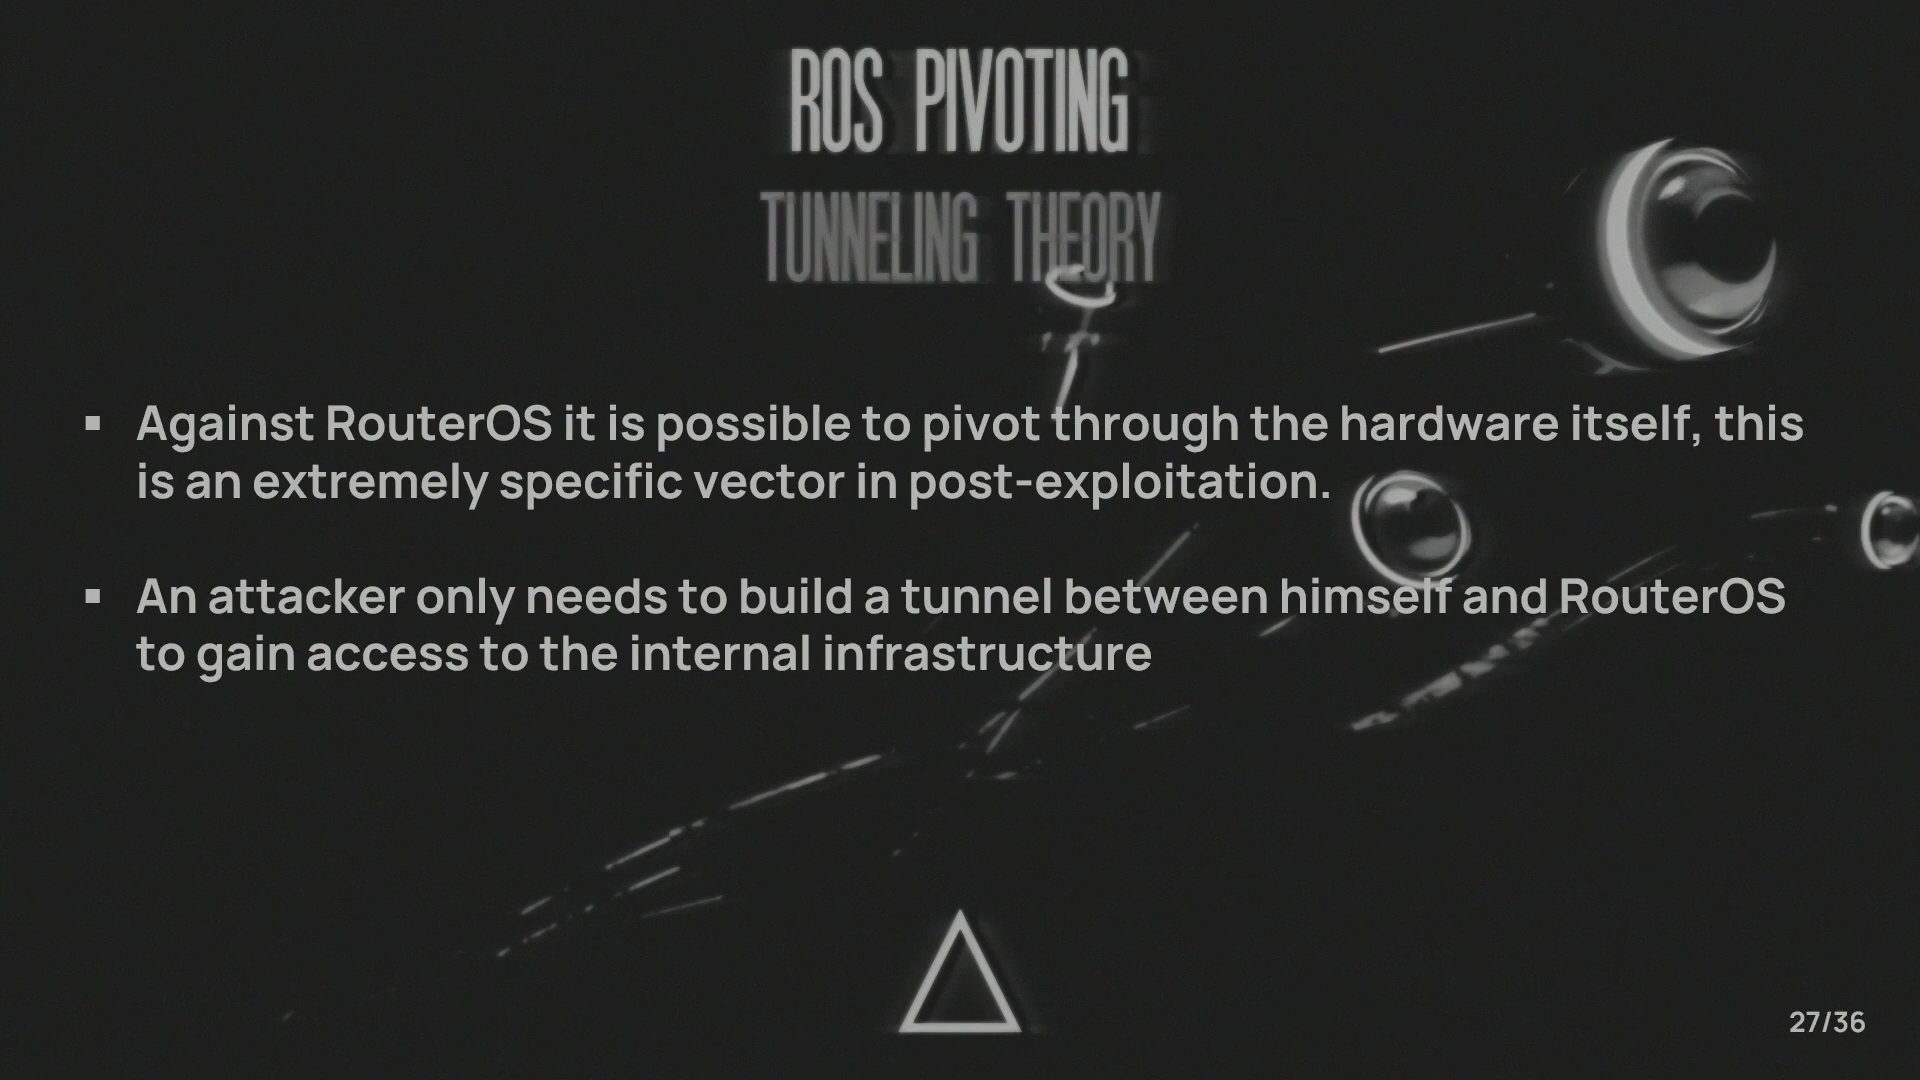 ROS PIVOTING
TUNNELING THEORY
▪ Against RouterOS it is possible to pivot through the hardware itself, this
is an extremely specific vector in post-exploitation.
▪ An attacker only needs to build a tunnel between himself and RouterOS
to gain access to the internal infrastructure
27/36